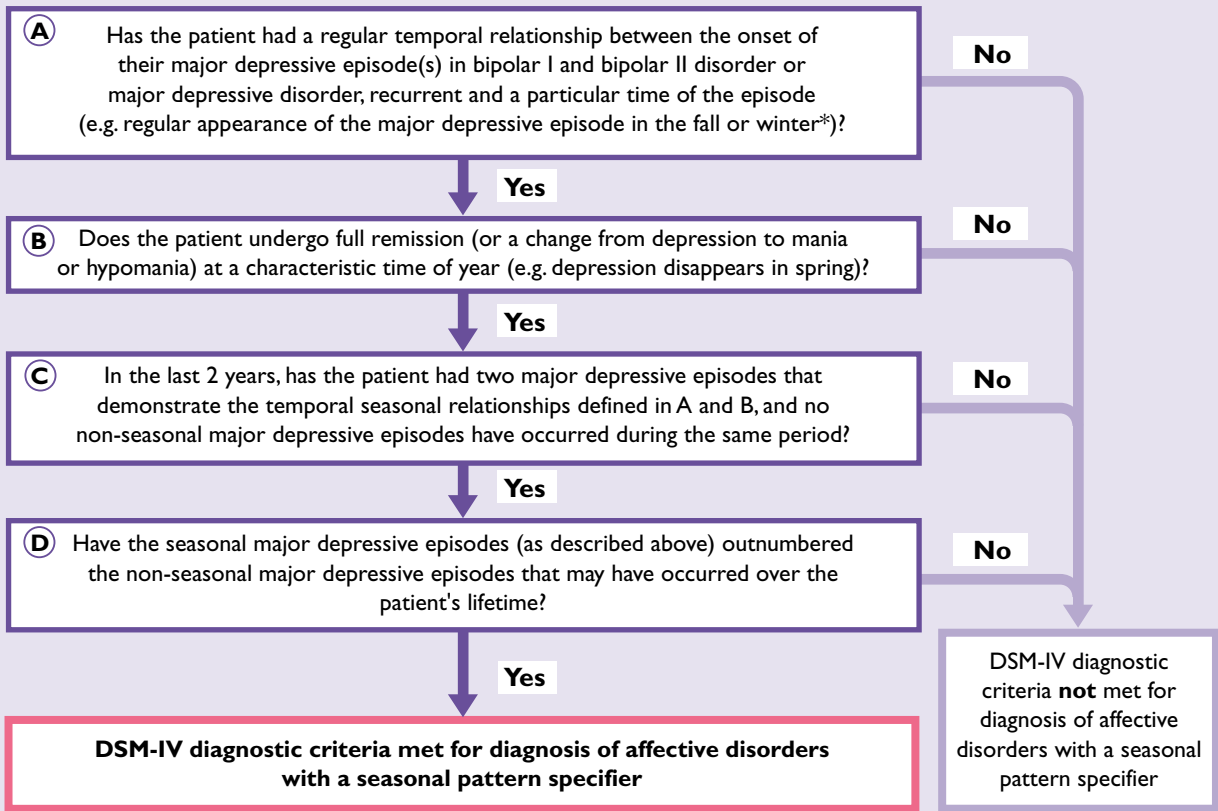 A
Has the patient had a regular temporal relationship between the onset of
their major depressive episode(s) in bipolar I and bipolar II disorder or
major depressive disorder, recurrent and a particular time of the episode
(e.g. regular appearance of the major depressive episode in the fall or winter*)?
No
Yes
B
Does the patient undergo full remission (or a change from depression to mania
or hypomania) at a characteristic time of year (e.g. depression disappears in spring)?
No
Yes
C
In the last 2 years, has the patient had two major depressive episodes that
demonstrate the temporal seasonal relationships defined in A and B, and no
non-seasonal major depressive episodes have occurred during the same period?
No
Yes
D
Have the seasonal major depressive episodes (as described above) outnumbered
the non-seasonal major depressive episodes that may have occurred over the
patient's lifetime?
No
Yes
DSM-IV diagnostic criteria met for diagnosis of affective disorders
with a seasonal pattern specifier
DSM-IV diagnostic
criteria not met for
diagnosis of affective
disorders with a seasonal
pattern specifier